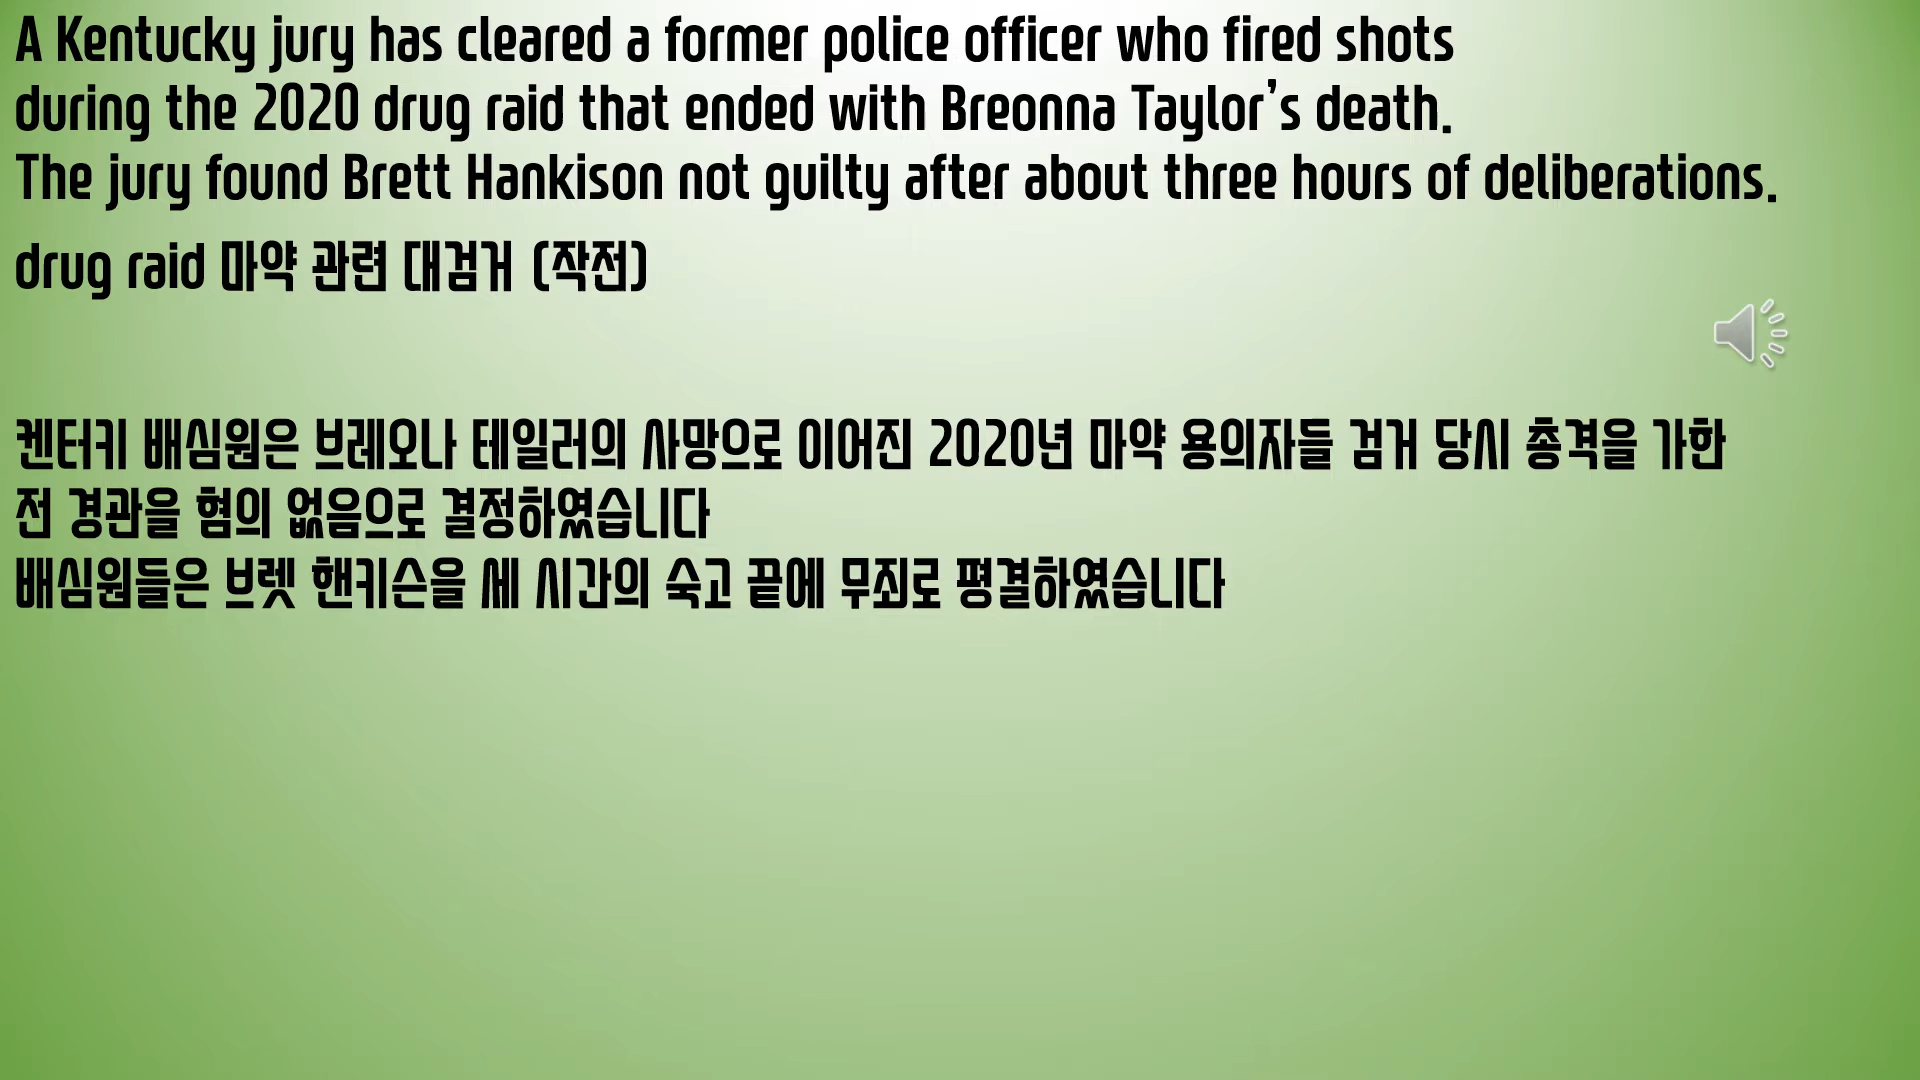 A Kentucky jury has cleared a former police officer who fired shots
during the 2020 drug raid that ended with Breonna Taylor’s death.
The jury found Brett Hankison not guilty after about three hours of deliberations.
drug raid 마약 관련 대검거 (작전)
켄터키 배심원은 브레오나 테일러의 사망으로 이어진 2020년 마약 용의자들 검거 당시 총격을 가한
전 경관을 혐의 없음으로 결정하였습니다
배심원들은 브렛 핸키슨을 세 시간의 숙고 끝에 무죄로 평결하였습니다